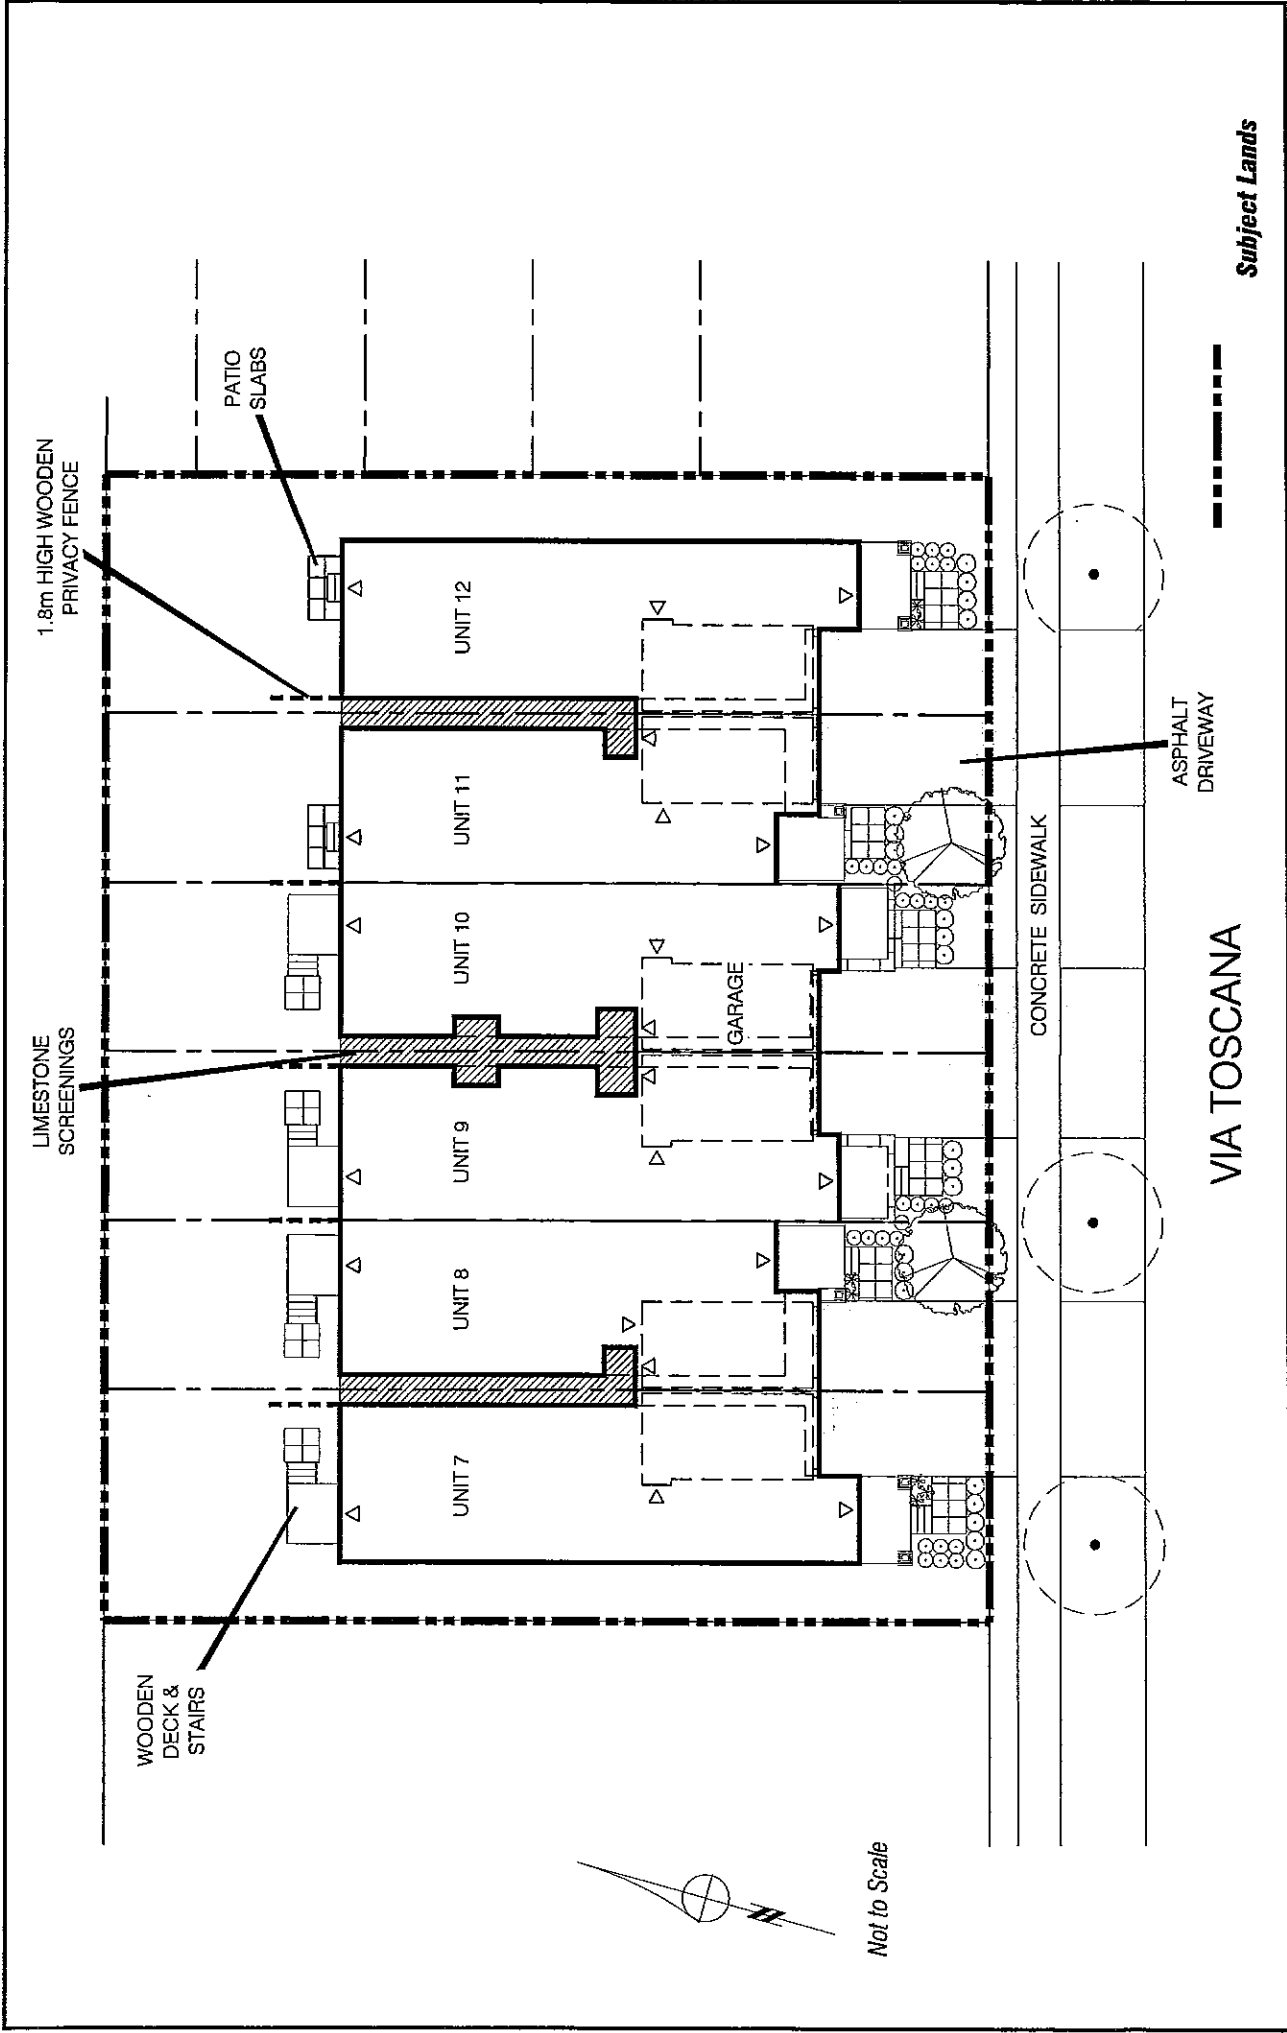 WOODEN
DECK &
STAIRS
LIMESTONE
SCREENINGS
1.8m HIGH WOODEN
PRIVACY FENCE
PATIO
SLABS
UNIT 7
UNIT 8
UNIT 9
UNIT 10
UNIT 11
UNIT 12
GARAGE
Not to Scale
CONCRETE SIDEWALK
ASPHALT
DRIVEWAY
VIA TOSCANA
Subject Lands